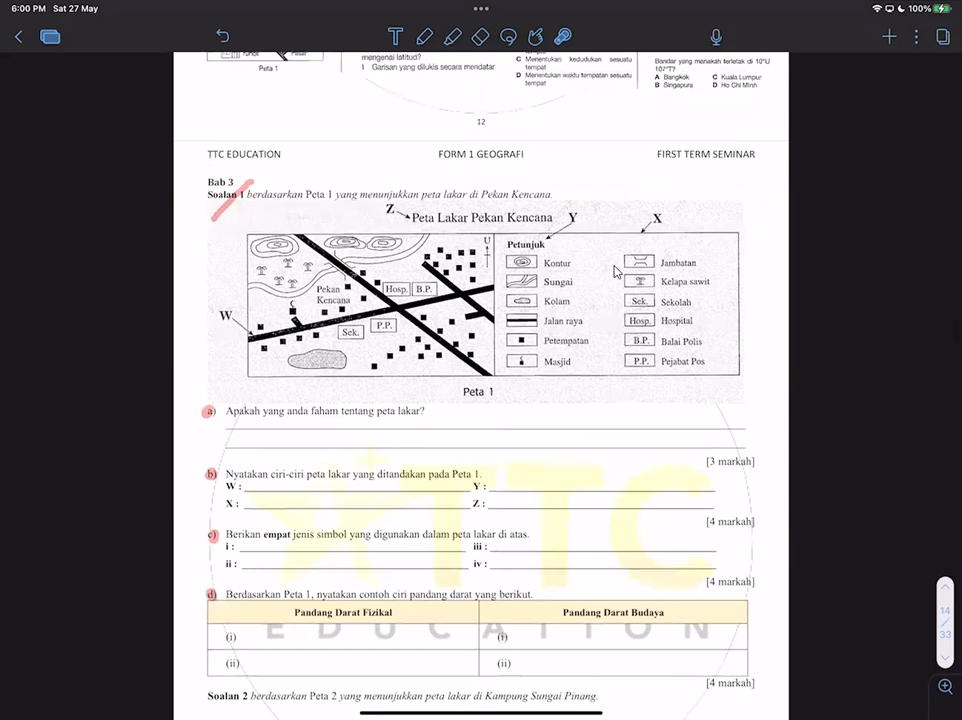 6:00 PM Sat 27 May
100%
Peta 1
mengenai latitud?
1 Garisan yang dilukis secara mendatar
C Menentukan kedudukan sesuatu
tempat
D Menentukan waktu tempatan sesuatu
tempat
Bandar yang manakah terletak di 10°U
107°T?
A Bangkok C Kuala Lumpur
B Singapura D Ho Chi Minh
12
TTC EDUCATION FORM 1 GEOGRAFI FIRST TERM SEMINAR
Bab 3
Soalan 1 berdasarkan Peta 1 yang menunjukkan peta lakar di Pekan Kencana.
Z Peta Lakar Pekan Kencana Y X
U
Pekan
Kencana
Hosp. B.P.
W
Sek. P.P.
Petunjuk
Kontur Jambatan
Sungai Kelapa sawit
Kolam Sek. Sekolah
Jalan raya Hosp. Hospital
Petempatan B.P. Balai Polis
Masjid P.P. Pejabat Pos
Peta 1
a) Apakah yang anda faham tentang peta lakar?
[3 markah]
b) Nyatakan ciri-ciri peta lakar yang ditandakan pada Peta 1.
W : Y :
X : Z :
[4 markah]
c) Berikan empat jenis simbol yang digunakan dalam peta lakar di atas.
i : iii :
ii : iv :
[4 markah]
d) Berdasarkan Peta 1, nyatakan contoh ciri pandang darat yang berikut.
Pandang Darat Fizikal Pandang Darat Budaya
(i) (i)
(ii) (ii)
[4 markah]
TTC
EDUCATION
Soalan 2 berdasarkan Peta 2 yang menunjukkan peta lakar di Kampung Sungai Pinang.
14
/
33